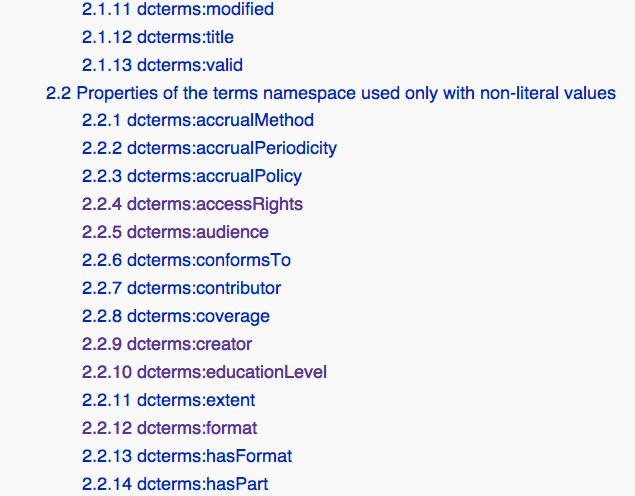 2.1.11 dcterms:modified
2.1.12 dcterms:title
2.1.13 dcterms:valid
2.2 Properties of the terms namespace used only with non-literal values
2.2.1 dcterms:accrualMethod
2.2.2 dcterms:accrualPeriodicity
2.2.3 dcterms:accrualPolicy
2.2.4 dcterms:accessRights
2.2.5 dcterms:audience
2.2.6 dcterms:conformsTo
2.2.7 dcterms:contributor
2.2.8 dcterms:coverage
2.2.9 dcterms:creator
2.2.10 dcterms:educationLevel
2.2.11 dcterms:extent
2.2.12 dcterms:format
2.2.13 dcterms:hasFormat
2.2.14 dcterms:hasPart